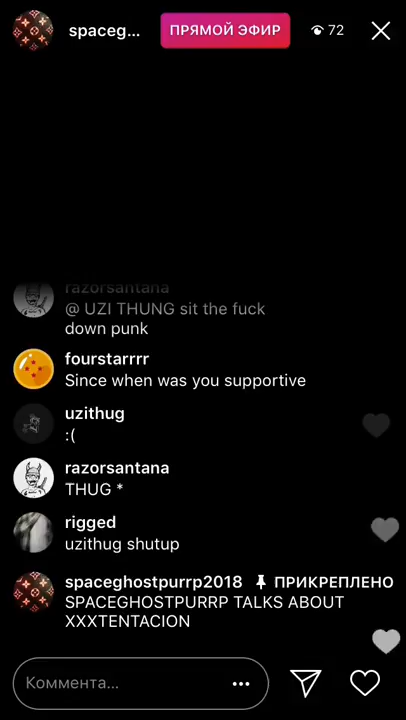 spaceg...
ПРЯМОЙ ЭФИР
72
razorsantana
@ UZI THUNG sit the fuck
down punk
fourstarrrr
Since when was you supportive
uzithug
:(
razorsantana
THUG *
rigged
uzithug shutup
spaceghostpurrp2018 ПРИКРЕПЛЕНО
SPACEGHOSTPURRP TALKS ABOUT
XXXTENTACION
Коммента...